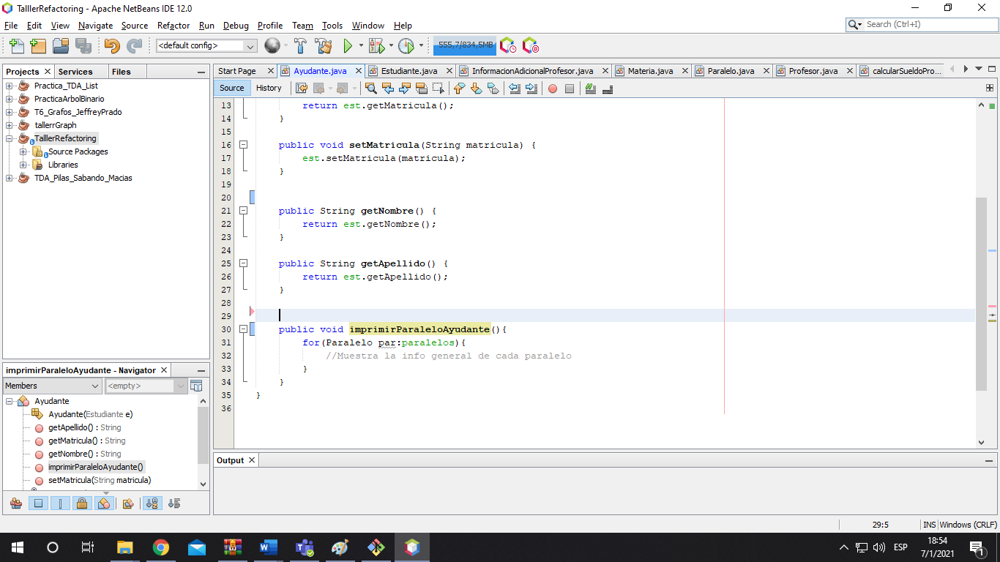 TalllerRefactoring - Apache NetBeans IDE 12.0
File Edit View Navigate Source Refactor Run Debug Profile Team Tools Window Help
Search (Ctrl+I)
<default config>
555,7/834,5MB
Projects Services Files
Practica_TDA_List
PracticaArbolBinario
T6_Grafos_JeffreyPrado
tallerrGraph
TalllerRefactoring
Source Packages
Libraries
TDA_Pilas_Sabando_Macias
Start Page Ayudante.java Estudiante.java InformacionAdicionalProfesor.java Materia.java Paralelo.java Profesor.java calcularSueldoPro...
Source History
13 return est.getMatricula();
14 }
15
16 public void setMatricula(String matricula) {
17 est.setMatricula(matricula);
18 }
19
20
21 public String getNombre() {
22 return est.getNombre();
23 }
24
25 public String getApellido() {
26 return est.getApellido();
27 }
28
29
30 public void imprimirParaleloAyudante(){
31 for(Paralelo par:paralelos){
32 //Muestra la info general de cada paralelo
33 }
34 }
35 }
36
imprimirParaleloAyudante - Navigator
Members <empty>
Ayudante
Ayudante(Estudiante e)
getApellido() : String
getMatricula() : String
getNombre() : String
imprimirParaleloAyudante()
setMatricula(String matricula)
Output
29:5 INS Windows (CRLF)
ESP
18:54
7/1/2021
1